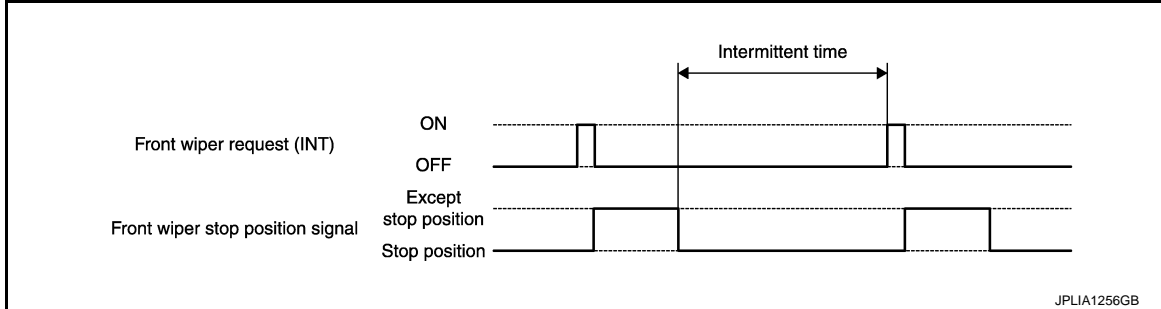 Intermittent time
ON
Front wiper request (INT)
OFF
Except
stop position
Front wiper stop position signal
Stop position
JPLIA1256GB